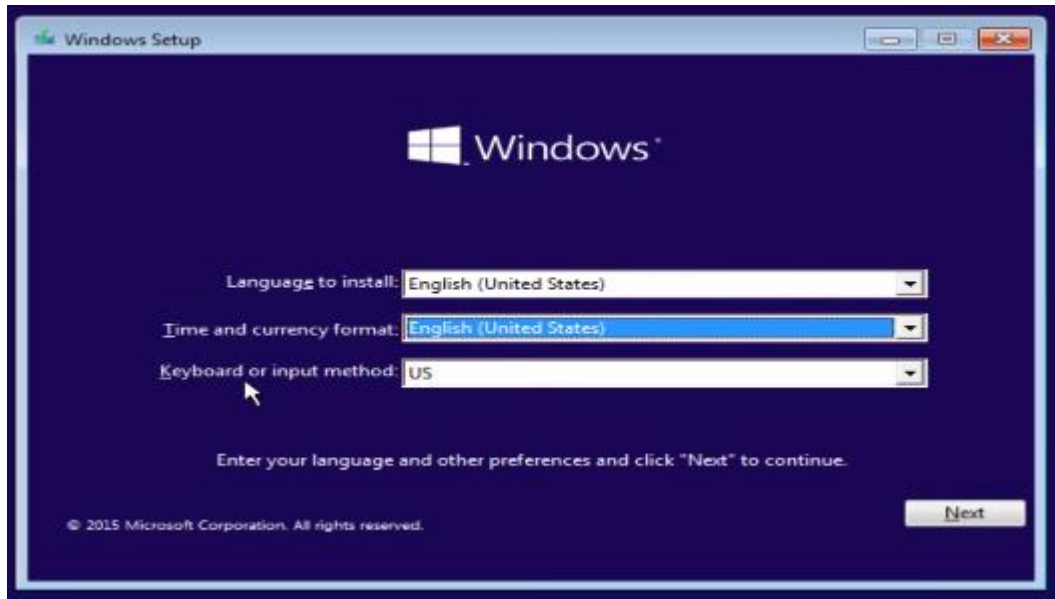 Windows Setup
Windows
Language to install: English (United States)
Time and currency format: English (United States)
Keyboard or input method: US
Enter your language and other preferences and click "Next" to continue.
© 2015 Microsoft Corporation. All rights reserved.
Next